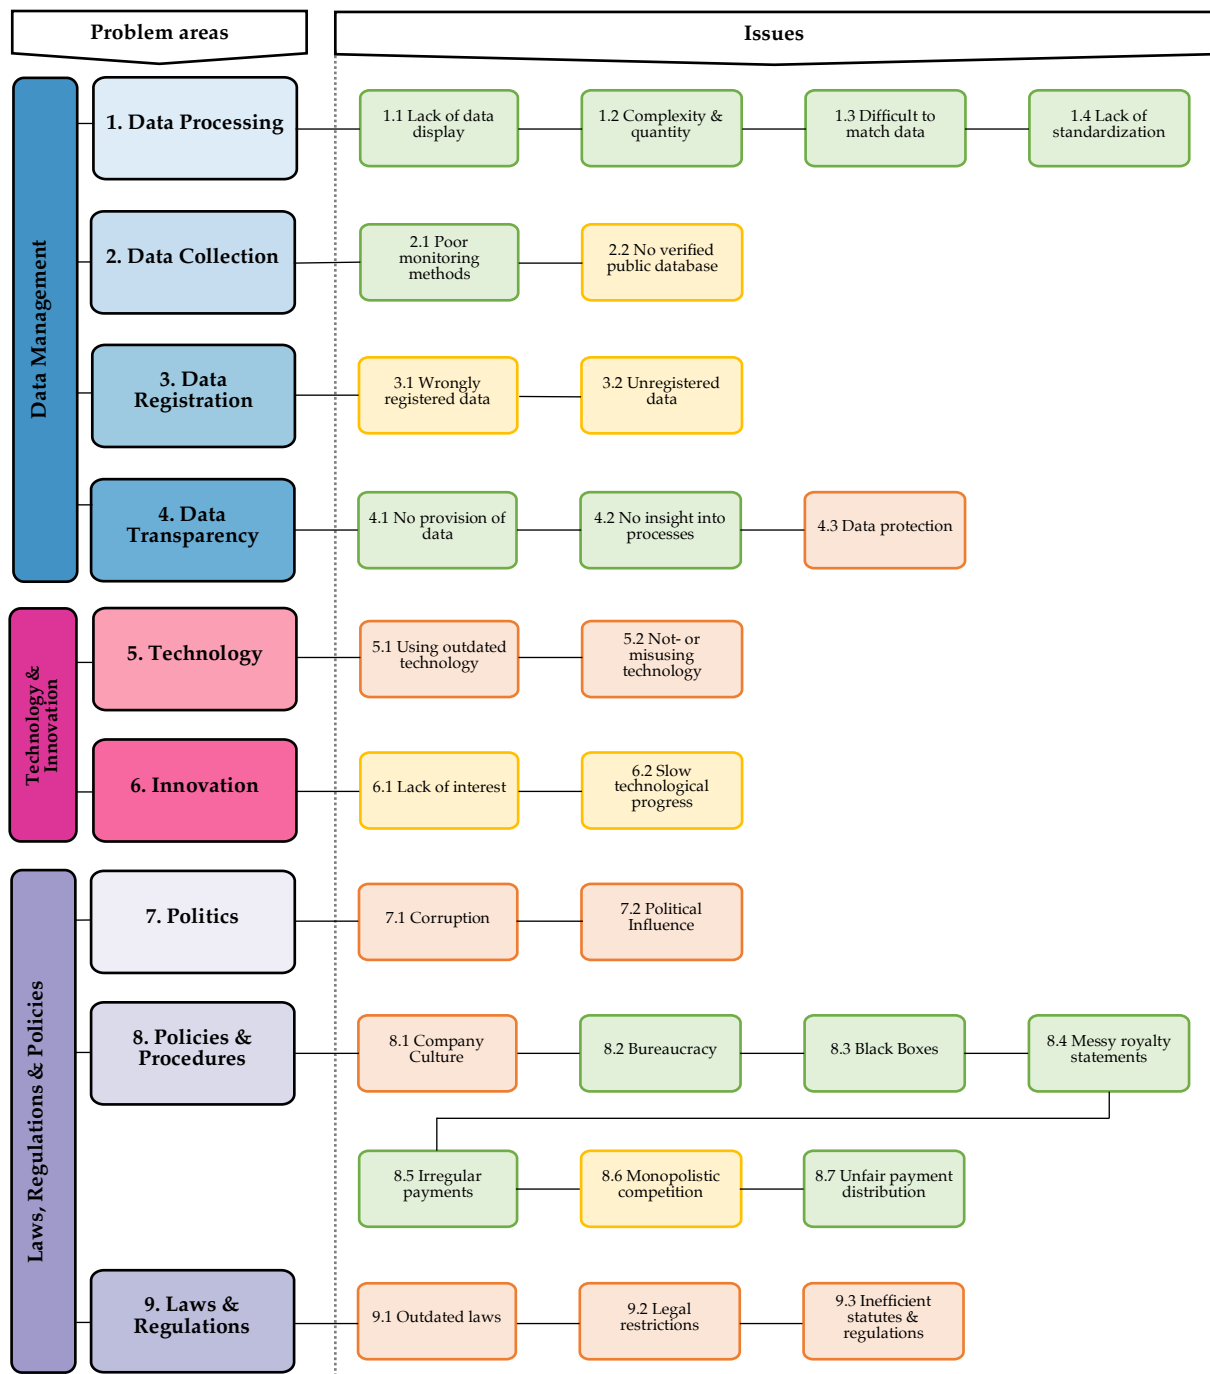 Problem areas
Issues
Data Management
1. Data Processing
1.1 Lack of data
display
1.2 Complexity &
quantity
1.3 Difficult to
match data
1.4 Lack of
standardization
2. Data Collection
2.1 Poor
monitoring
methods
2.2 No verified
public database
3. Data
Registration
3.1 Wrongly
registered data
3.2 Unregistered
data
4. Data
Transparency
4.1 No provision of
data
4.2 No insight into
processes
4.3 Data protection
Technology &
Innovation
5. Technology
5.1 Using outdated
technology
5.2 Not- or
misusing
technology
6. Innovation
6.1 Lack of interest
6.2 Slow
technological
progress
Laws, Regulations & Policies
7. Politics
7.1 Corruption
7.2 Political
Influence
8. Policies &
Procedures
8.1 Company
Culture
8.2 Bureaucracy
8.3 Black Boxes
8.4 Messy royalty
statements
8.5 Irregular
payments
8.6 Monopolistic
competition
8.7 Unfair payment
distribution
9. Laws &
Regulations
9.1 Outdated laws
9.2 Legal
restrictions
9.3 Inefficient
statutes &
regulations